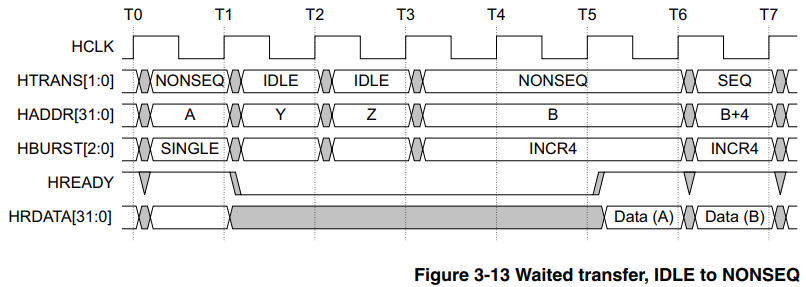 T0 T1 T2 T3 T4 T5 T6 T7
HCLK
HTRANS[1:0] NONSEQ IDLE IDLE NONSEQ SEQ
HADDR[31:0] A Y Z B B+4
HBURST[2:0] SINGLE INCR4 INCR4
HREADY
HRDATA[31:0] Data (A) Data (B)
Figure 3-13 Waited transfer, IDLE to NONSEQ